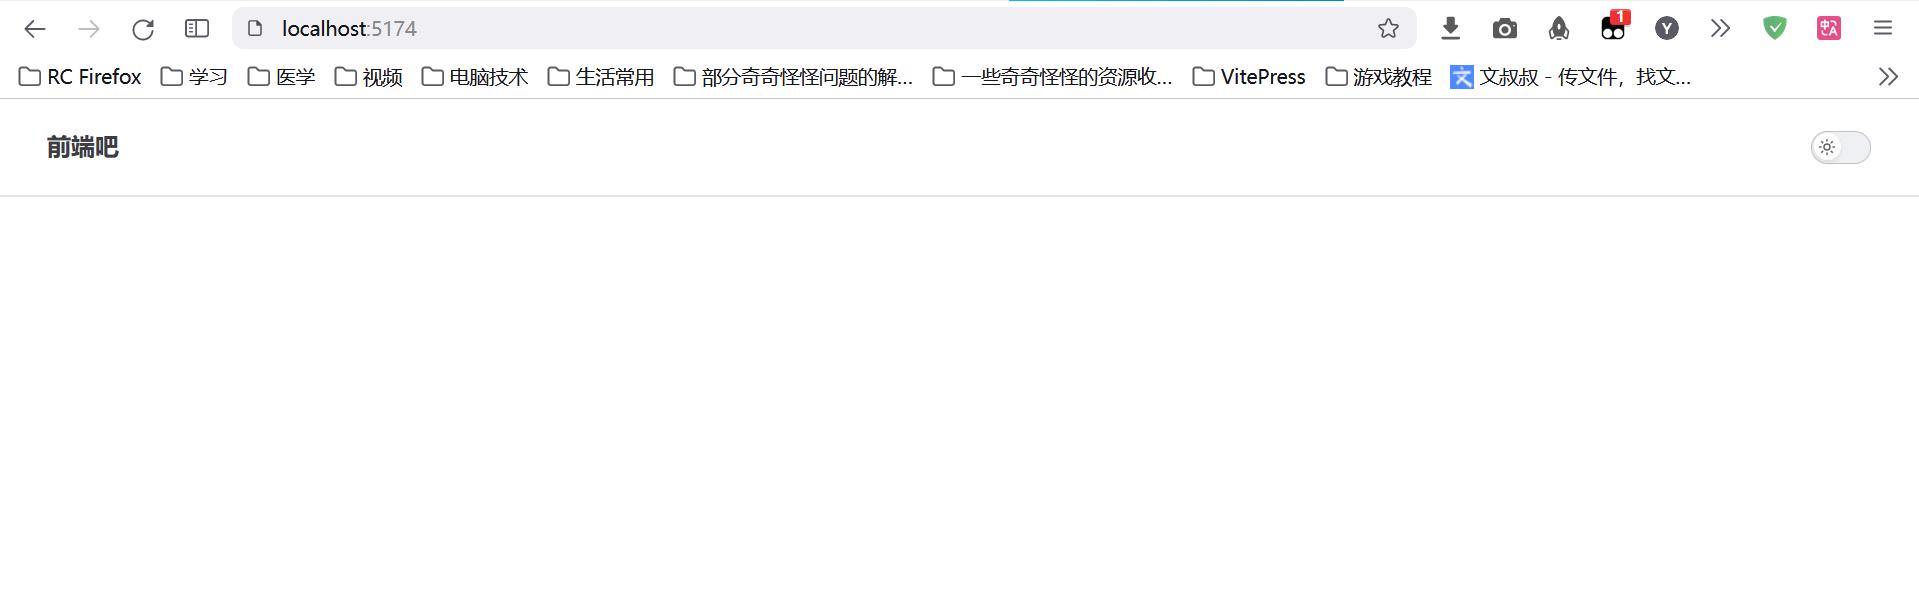 localhost:5174
1
Y
中
A
RC Firefox 学习 医学 视频 电脑技术 生活常用 部分奇奇怪怪问题的解... 一些奇奇怪怪的资源收... VitePress 游戏教程 文 文叔叔 - 传文件，找文...
前端吧